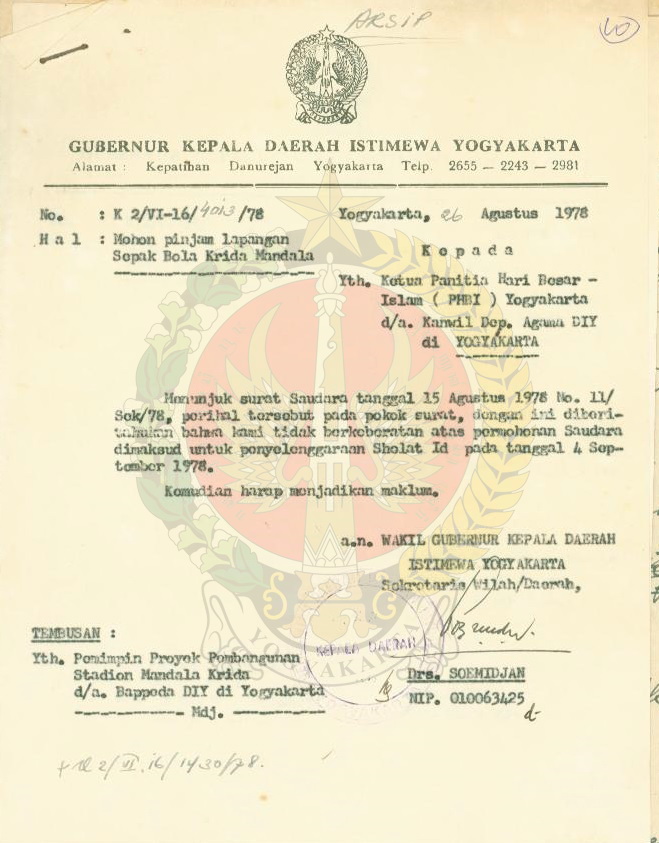 ARSIP
40
GUBERNUR KEPALA DAERAH ISTIMEWA YOGYAKARTA
Alamat : Kepatihan Danurejan Yogyakarta Telp. 2655 — 2243 — 2981
No. : K 2/VI-16/4013/78 Yogyakarta, 26 Agustus 1978
H a l : Mohon pinjam lapangan
Sepak Bola Krida Mandala
K e p a d a
Yth. Ketua Panitia Hari Besar -
Islam ( PHBI ) Yogyakarta
d/a. Kanwil Dep. Agama DIY
di YOGYAKARTA
Menunjuk surat Saudara tanggal 15 Agustus 1978 No. 11/
Sek/78, perihal tersebut pada pokok surat, dengan ini diberi-
tahukan bahwa kami tidak berkeberatan atas permohonan Saudara
dimaksud untuk penyelenggaraan Sholat Id pada tanggal 4 Sep-
tember 1978.
Kemudian harap menjadikan maklum.
a.n. WAKIL GUBERNUR KEPALA DAERAH
ISTIMEWA YOGYAKARTA
Sekretaris/Wilah/Daerah,
TEMBUSAN :
Yth. Pemimpin Proyek Pembangunan
Stadion Mandala Krida
d/a. Bappeda DIY di Yogyakarta
----------- Mdj. -----------
KEPALA DAERAH
Drs. SOEMIDJAN
NIP. 010063425
YOGYAKARTA